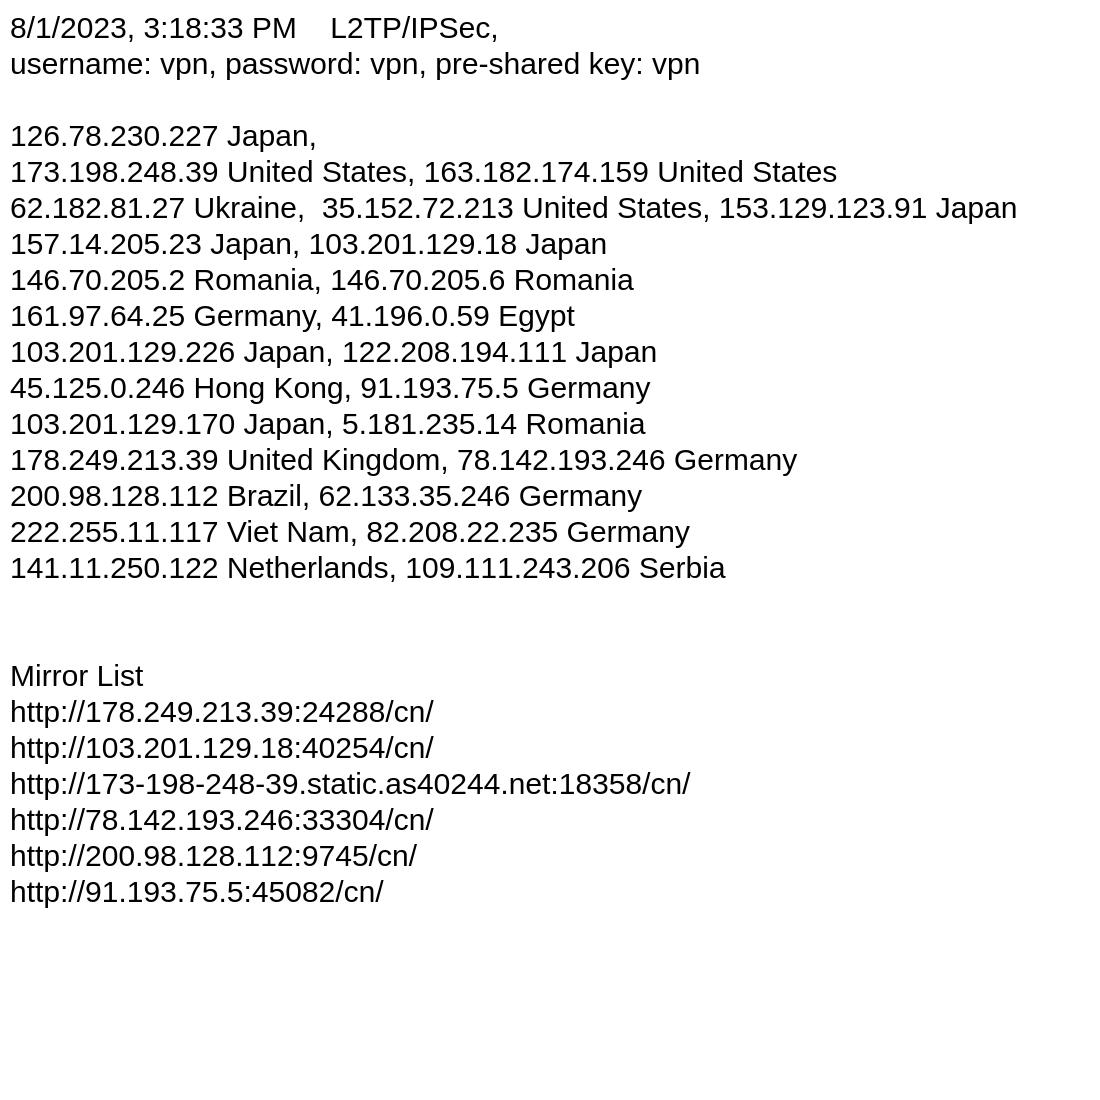 8/1/2023, 3:18:33 PM    L2TP/IPSec,
username: vpn, password: vpn, pre-shared key: vpn
126.78.230.227 Japan,
173.198.248.39 United States, 163.182.174.159 United States
62.182.81.27 Ukraine,  35.152.72.213 United States, 153.129.123.91 Japan
157.14.205.23 Japan, 103.201.129.18 Japan
146.70.205.2 Romania, 146.70.205.6 Romania
161.97.64.25 Germany, 41.196.0.59 Egypt
103.201.129.226 Japan, 122.208.194.111 Japan
45.125.0.246 Hong Kong, 91.193.75.5 Germany
103.201.129.170 Japan, 5.181.235.14 Romania
178.249.213.39 United Kingdom, 78.142.193.246 Germany
200.98.128.112 Brazil, 62.133.35.246 Germany
222.255.11.117 Viet Nam, 82.208.22.235 Germany
141.11.250.122 Netherlands, 109.111.243.206 Serbia
Mirror List
http://178.249.213.39:24288/cn/
http://103.201.129.18:40254/cn/
http://173-198-248-39.static.as40244.net:18358/cn/
http://78.142.193.246:33304/cn/
http://200.98.128.112:9745/cn/
http://91.193.75.5:45082/cn/